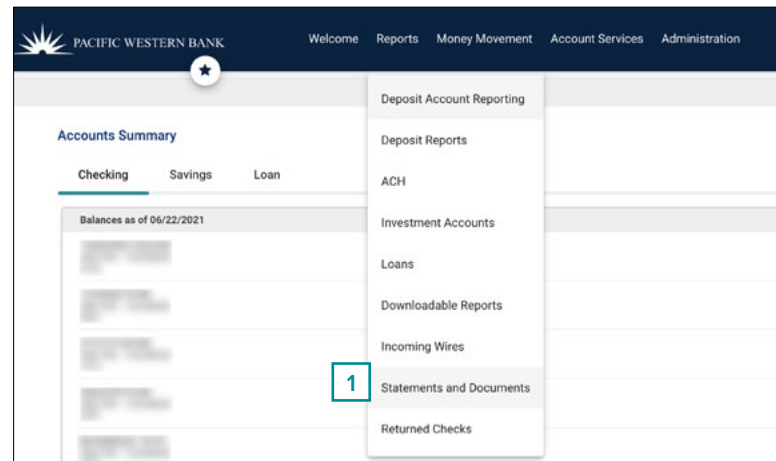 PACIFIC WESTERN BANK
Welcome Reports Money Movement Account Services Administration
Deposit Account Reporting
Deposit Reports
ACH
Investment Accounts
Loans
Downloadable Reports
Incoming Wires
1 Statements and Documents
Returned Checks
Accounts Summary
Checking Savings Loan
Balances as of 06/22/2021